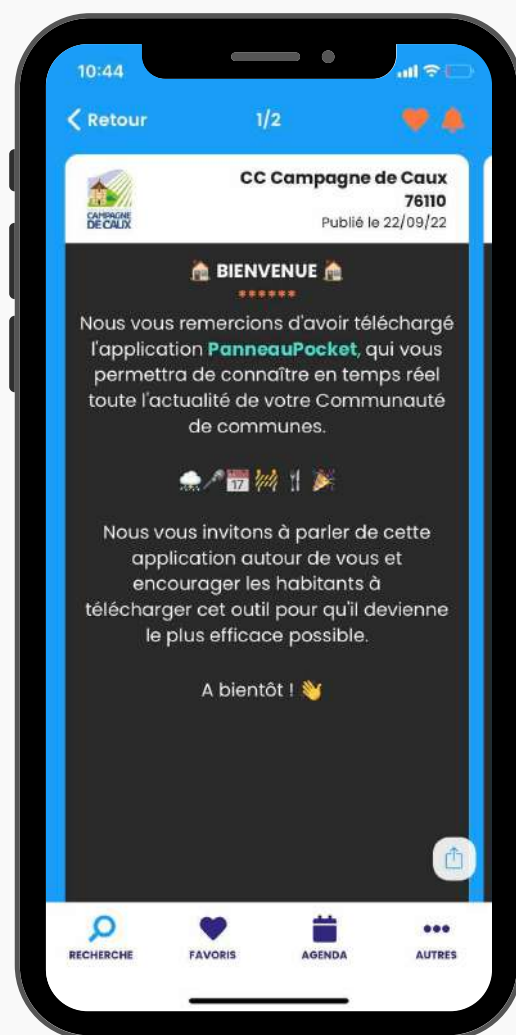 10:44
Retour
1/2
CAMPAGNE
DE CAUX
CC Campagne de Caux
76110
Publié le 22/09/22
🏠 BIENVENUE 🏠
******
Nous vous remercions d'avoir téléchargé
l'application PanneauPocket, qui vous
permettra de connaître en temps réel
toute l'actualité de votre Communauté
de communes.
🌧️🎤📅🚧🍴🎉
Nous vous invitons à parler de cette
application autour de vous et
encourager les habitants à
télécharger cet outil pour qu'il devienne
le plus efficace possible.
A bientôt ! 👋
RECHERCHE
FAVORIS
AGENDA
AUTRES